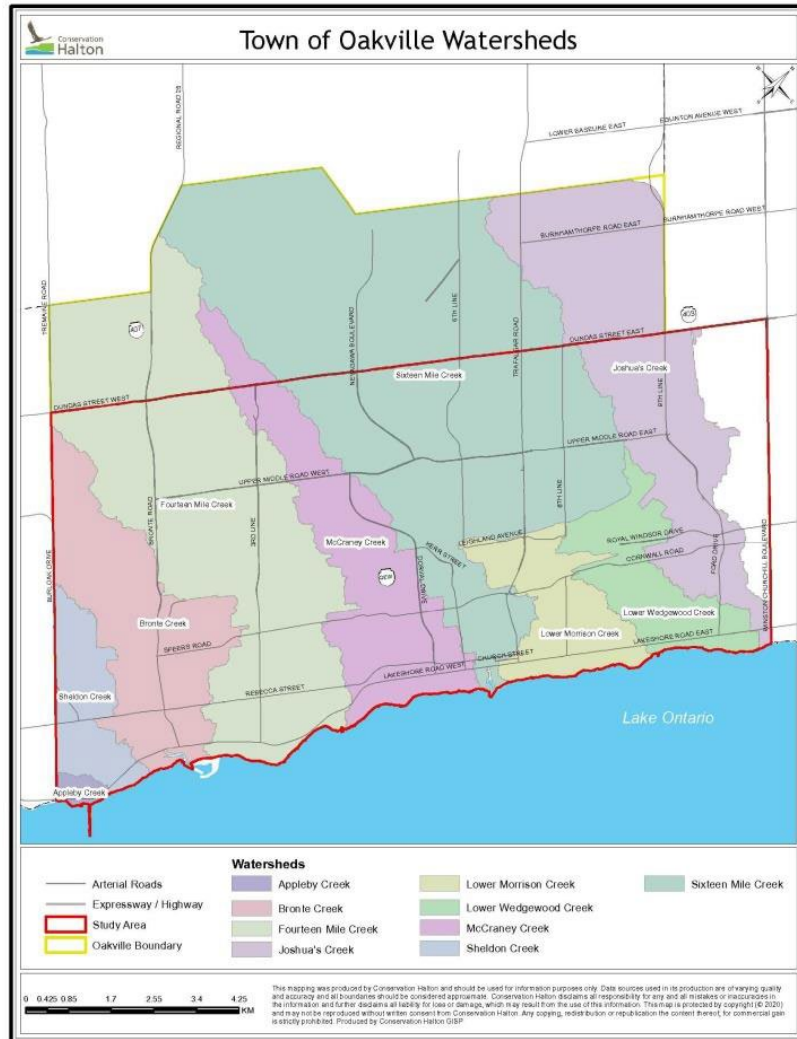 Conservation
Halton
Town of Oakville Watersheds
REGIONAL ROAD 25
LOWER BASELINE EAST
EGLINTON AVENUE WEST
BURNHAMTHORPE ROAD EAST
BURNHAMTHORPE ROAD WEST
TREMAINE ROAD
407
403
NEYAGAWA BOULEVARD
6TH LINE
TRAFALGAR ROAD
DUNDAS STREET EAST
9TH LINE
Sixteen Mile Creek
Joshua's Creek
DUNDAS STREET WEST
UPPER MIDDLE ROAD EAST
UPPER MIDDLE ROAD WEST
Fourteen Mile Creek
BRONTE ROAD
3RD LINE
8TH LINE
McCraney Creek
LEIGHLAND AVENUE
KERR STREET
ROYAL WINDSOR DRIVE
CORNWALL ROAD
QEW
DORVAL DRIVE
FORD DRIVE
WINSTON CHURCHILL BOULEVARD
BURLOAK DRIVE
Bronte Creek
Lower Wedgewood Creek
SPEERS ROAD
Lower Morrison Creek
LAKESHORE ROAD EAST
CHURCH STREET
LAKESHORE ROAD WEST
REBECCA STREET
Sheldon Creek
Lake Ontario
Appleby Creek
Arterial Roads
Expressway / Highway
Study Area
Oakville Boundary
Watersheds
Appleby Creek
Bronte Creek
Fourteen Mile Creek
Joshua's Creek
Lower Morrison Creek
Lower Wedgewood Creek
McCraney Creek
Sheldon Creek
Sixteen Mile Creek
0 0.425 0.85 1.7 2.55 3.4 4.25
KM
This mapping was produced by Conservation Halton and should be used for information purposes only. Data sources used in its production are of varying quality
and accuracy and all boundaries should be considered approximate. Conservation Halton disclaims all responsibility for any and all mistakes or inaccuracies in
the information and further disclaims all liability for loss or damage, which may result from the use of this information. This map is protected by copyright (© 2020)
and may not be reproduced without written consent from Conservation Halton. Any copying, redistribution or republication the content thereof, for commercial gain
is strictly prohibited. Produced by Conservation Halton GISP